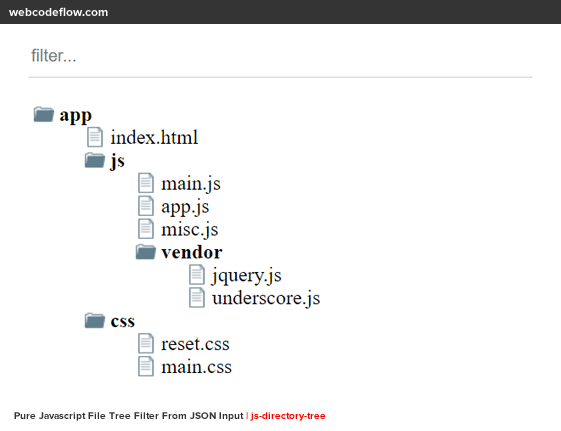 webcodeflow.com
filter...
app
index.html
js
main.js
app.js
misc.js
vendor
jquery.js
underscore.js
css
reset.css
main.css
Pure Javascript File Tree Filter From JSON Input | js-directory-tree